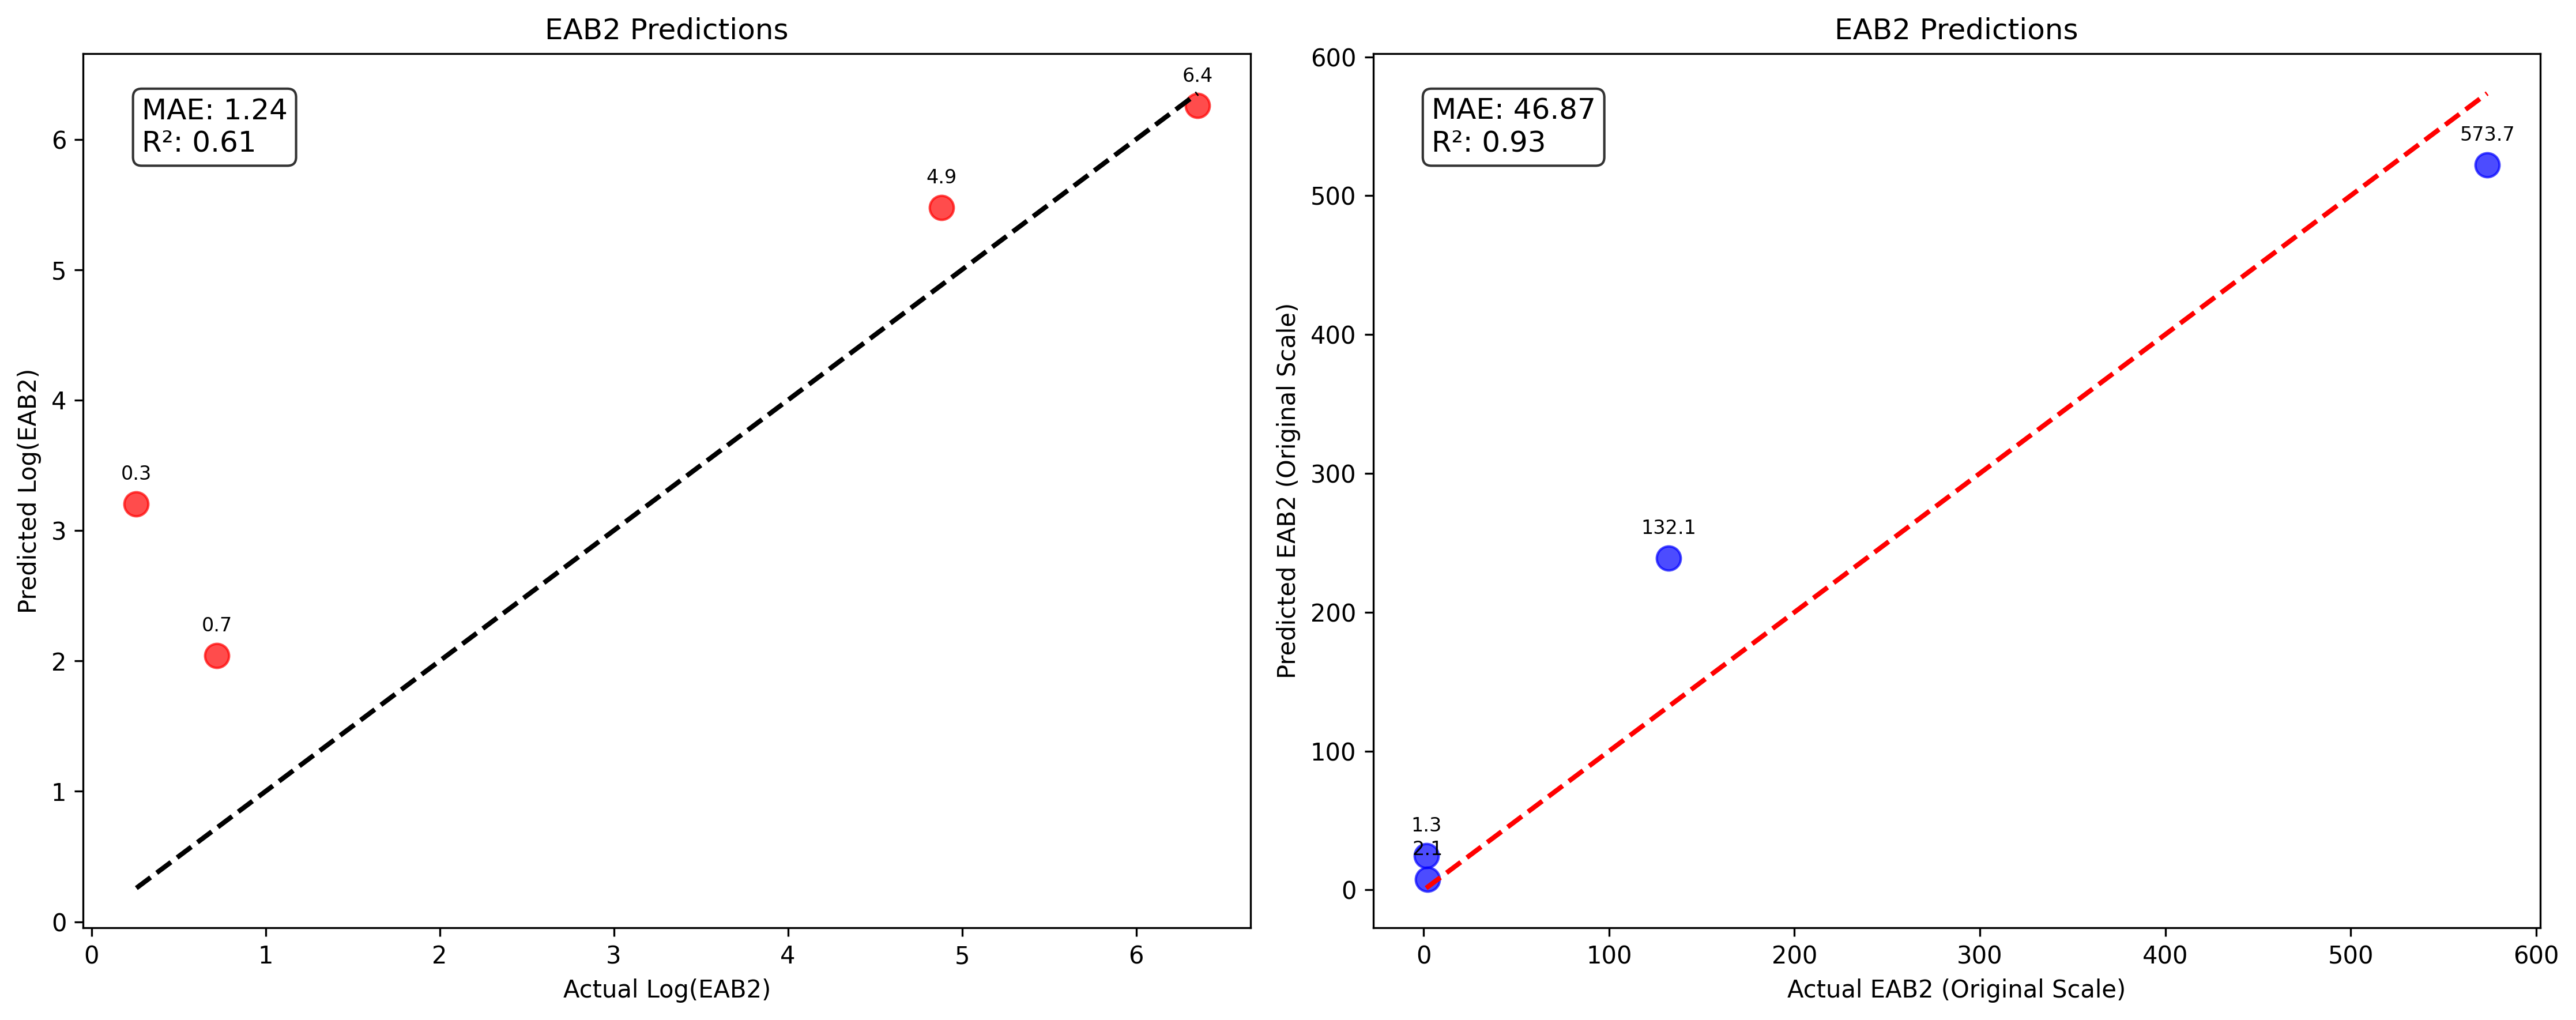 EAB2 Predictions
MAE: 1.24
R²: 0.61
6.4
4.9
0.3
0.7
6
5
4
3
2
1
0
0 1 2 3 4 5 6
Predicted Log(EAB2)
Actual Log(EAB2)
EAB2 Predictions
MAE: 46.87
R²: 0.93
573.7
132.1
1.3
2.1
600
500
400
300
200
100
0
0 100 200 300 400 500 600
Predicted EAB2 (Original Scale)
Actual EAB2 (Original Scale)